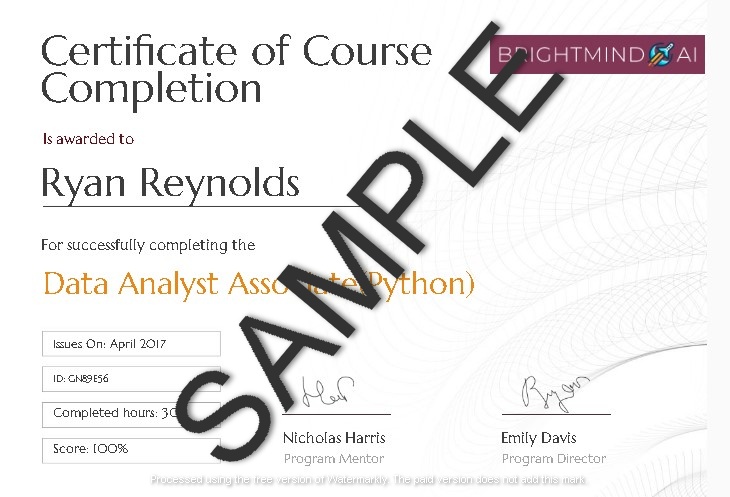 Certificate of Course
BRIGHTMIND AI
Completion
Is awarded to
Ryan Reynolds
For successfully completing the
Data Analyst Associate(Python)
Issues On: April 2017
ID: GN89E56
Completed hours: 30
Score: 100%
Nicholas Harris
Program Mentor
Ryan
Emily Davis
Program Director
SAMPLE
Processed using the free version of Watermarkly. The paid version does not add this mark.